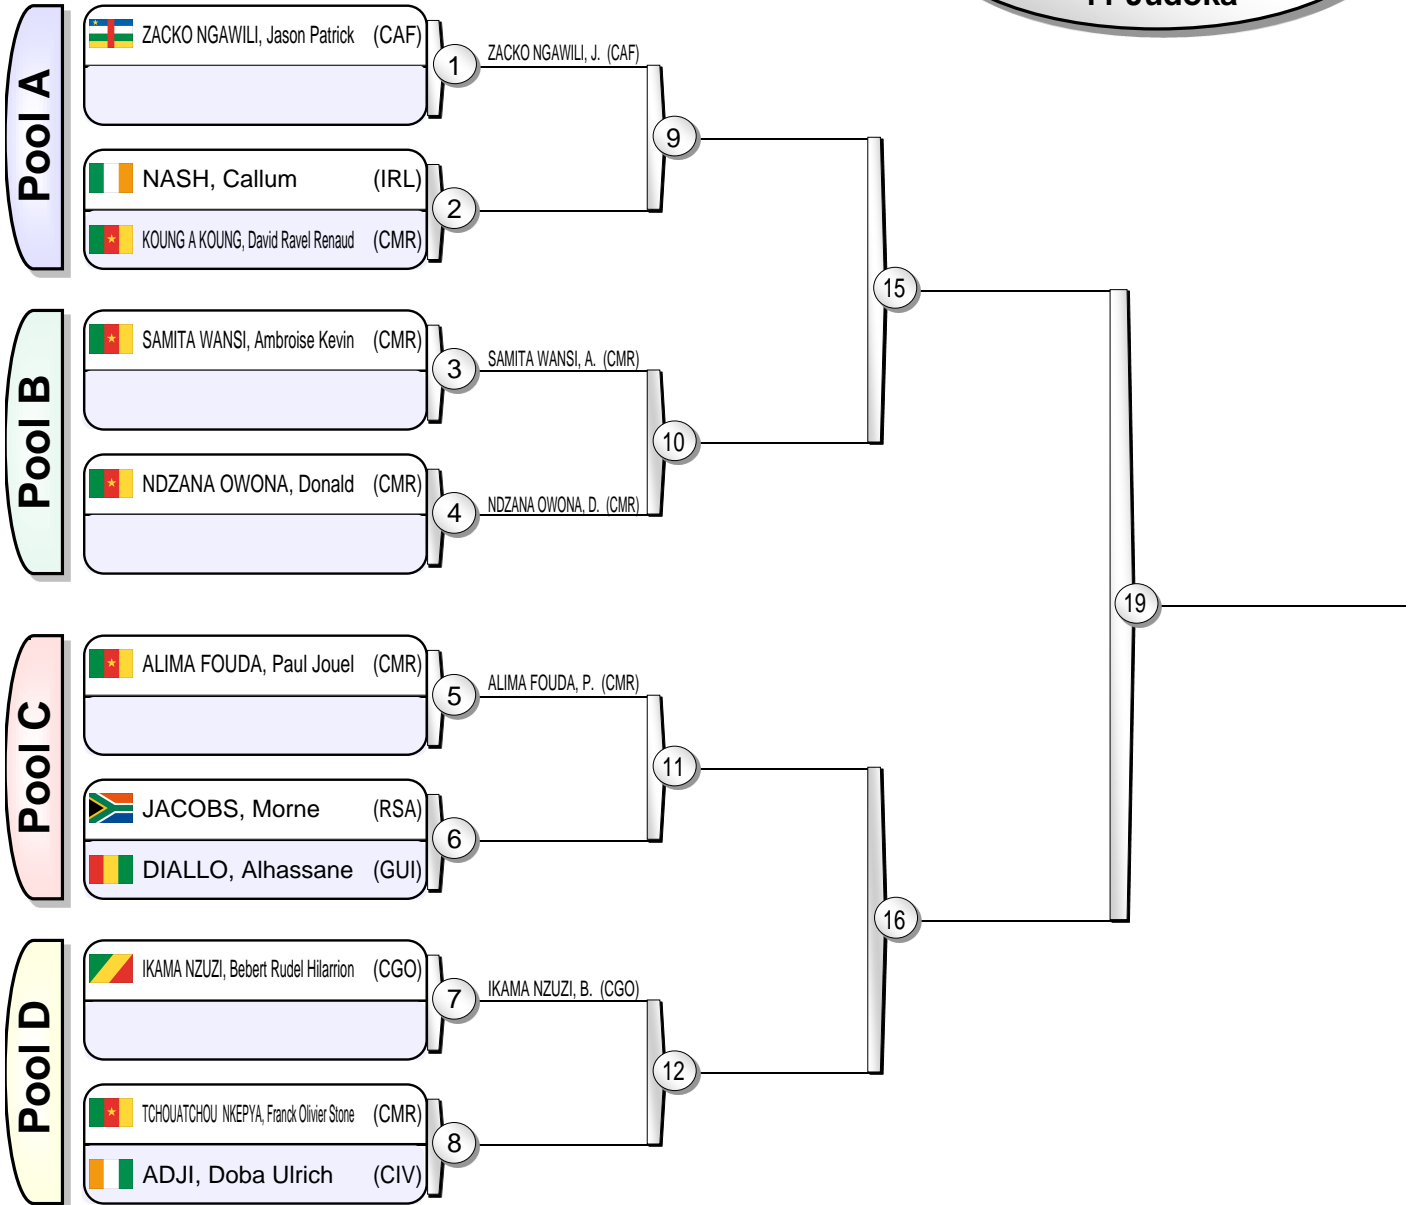 11 Judoka
Pool A
ZACKO NGAWILI, Jason Patrick (CAF)
1
ZACKO NGAWILI, J. (CAF)
9
NASH, Callum (IRL)
2
KOUNG A KOUNG, David Ravel Renaud (CMR)
15
Pool B
SAMITA WANSI, Ambroise Kevin (CMR)
3
SAMITA WANSI, A. (CMR)
10
NDZANA OWONA, Donald (CMR)
4
NDZANA OWONA, D. (CMR)
19
Pool C
ALIMA FOUDA, Paul Jouel (CMR)
5
ALIMA FOUDA, P. (CMR)
11
JACOBS, Morne (RSA)
6
DIALLO, Alhassane (GUI)
16
Pool D
IKAMA NZUZI, Bebert Rudel Hilarrion (CGO)
7
IKAMA NZUZI, B. (CGO)
12
TCHOUATCHOU NKEPYA, Franck Olivier Stone (CMR)
8
ADJI, Doba Ulrich (CIV)